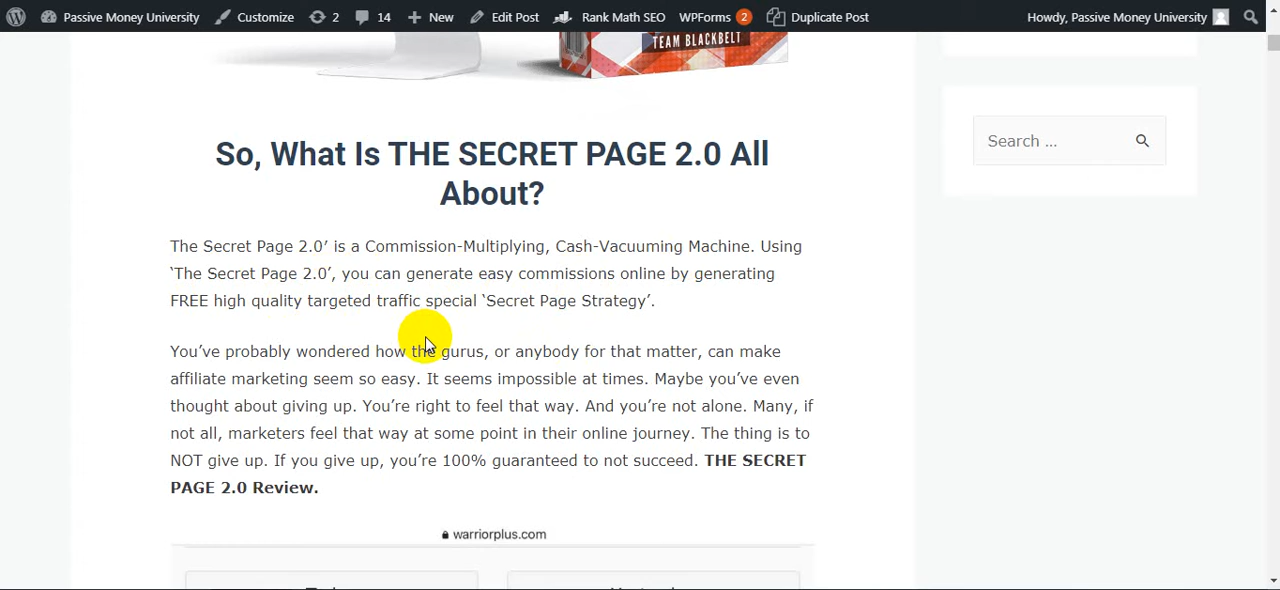 Passive Money University Customize 2 14 New Edit Post Rank Math SEO WPForms 2 Duplicate Post Howdy, Passive Money University
TEAM BLACKBELT
Search ...
So, What Is THE SECRET PAGE 2.0 All
About?
The Secret Page 2.0’ is a Commission-Multiplying, Cash-Vacuuming Machine. Using
‘The Secret Page 2.0’, you can generate easy commissions online by generating
FREE high quality targeted traffic special ‘Secret Page Strategy’.
You’ve probably wondered how the gurus, or anybody for that matter, can make
affiliate marketing seem so easy. It seems impossible at times. Maybe you’ve even
thought about giving up. You’re right to feel that way. And you’re not alone. Many, if
not all, marketers feel that way at some point in their online journey. The thing is to
NOT give up. If you give up, you’re 100% guaranteed to not succeed. THE SECRET
PAGE 2.0 Review.
warriorplus.com